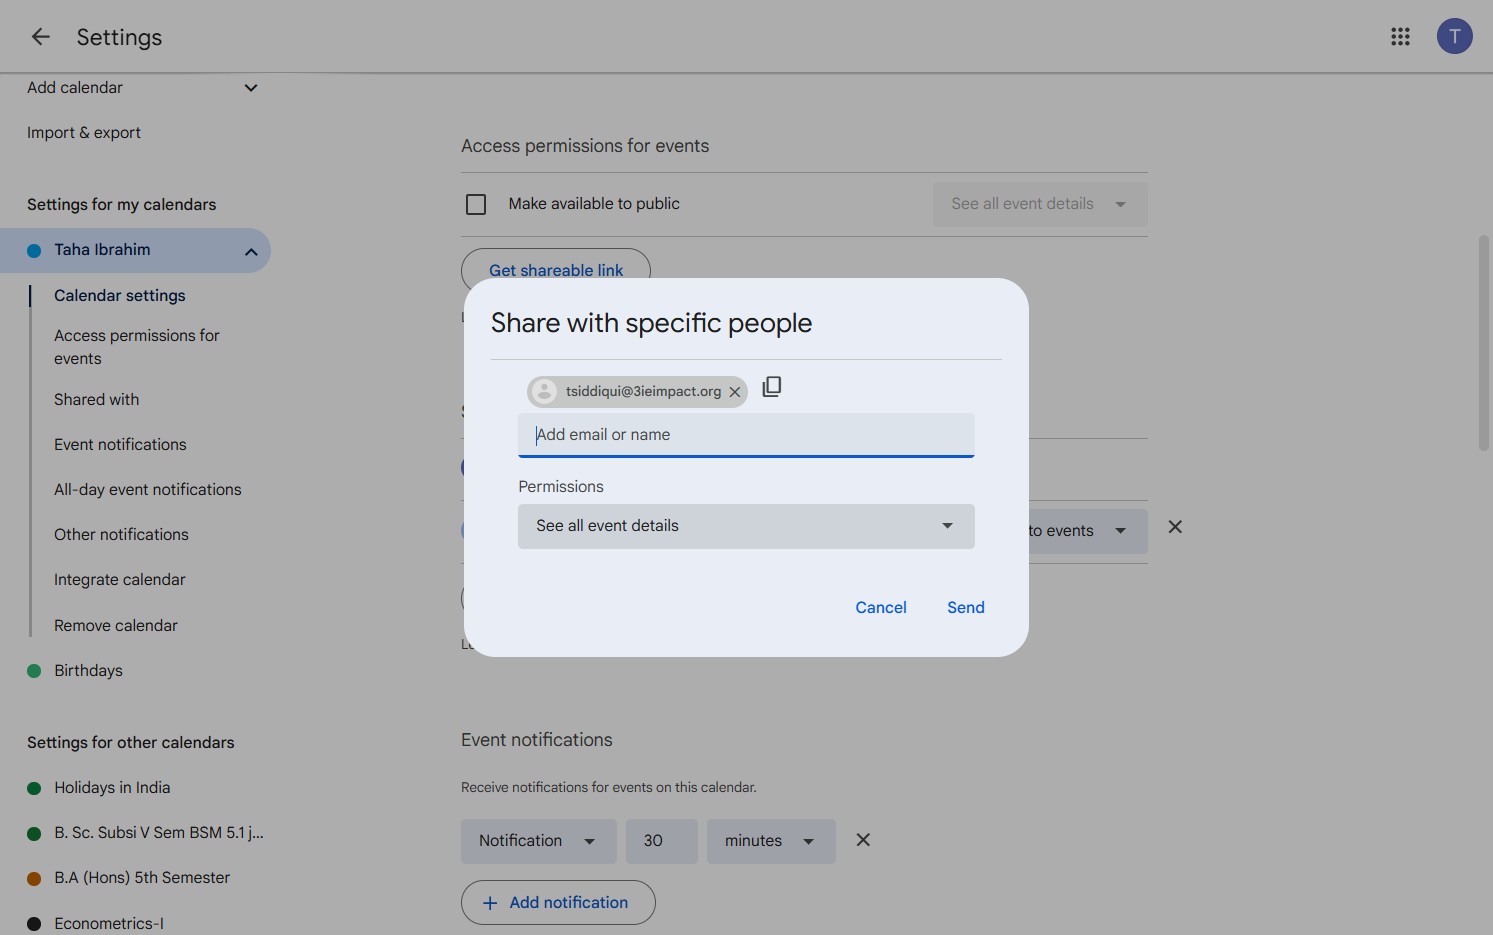 Settings
T
Add calendar
Import & export
Settings for my calendars
Taha Ibrahim
Calendar settings
Access permissions for
events
Shared with
Event notifications
All-day event notifications
Other notifications
Integrate calendar
Remove calendar
Birthdays
Settings for other calendars
Holidays in India
B. Sc. Subsi V Sem BSM 5.1 j...
B.A (Hons) 5th Semester
Econometrics-I
Access permissions for events
Make available to public
See all event details
Get shareable link
Share with specific people
tsiddiqui@3ieimpact.org
Add email or name
Permissions
See all event details
to events
Cancel
Send
Event notifications
Receive notifications for events on this calendar.
Notification
30
minutes
Add notification